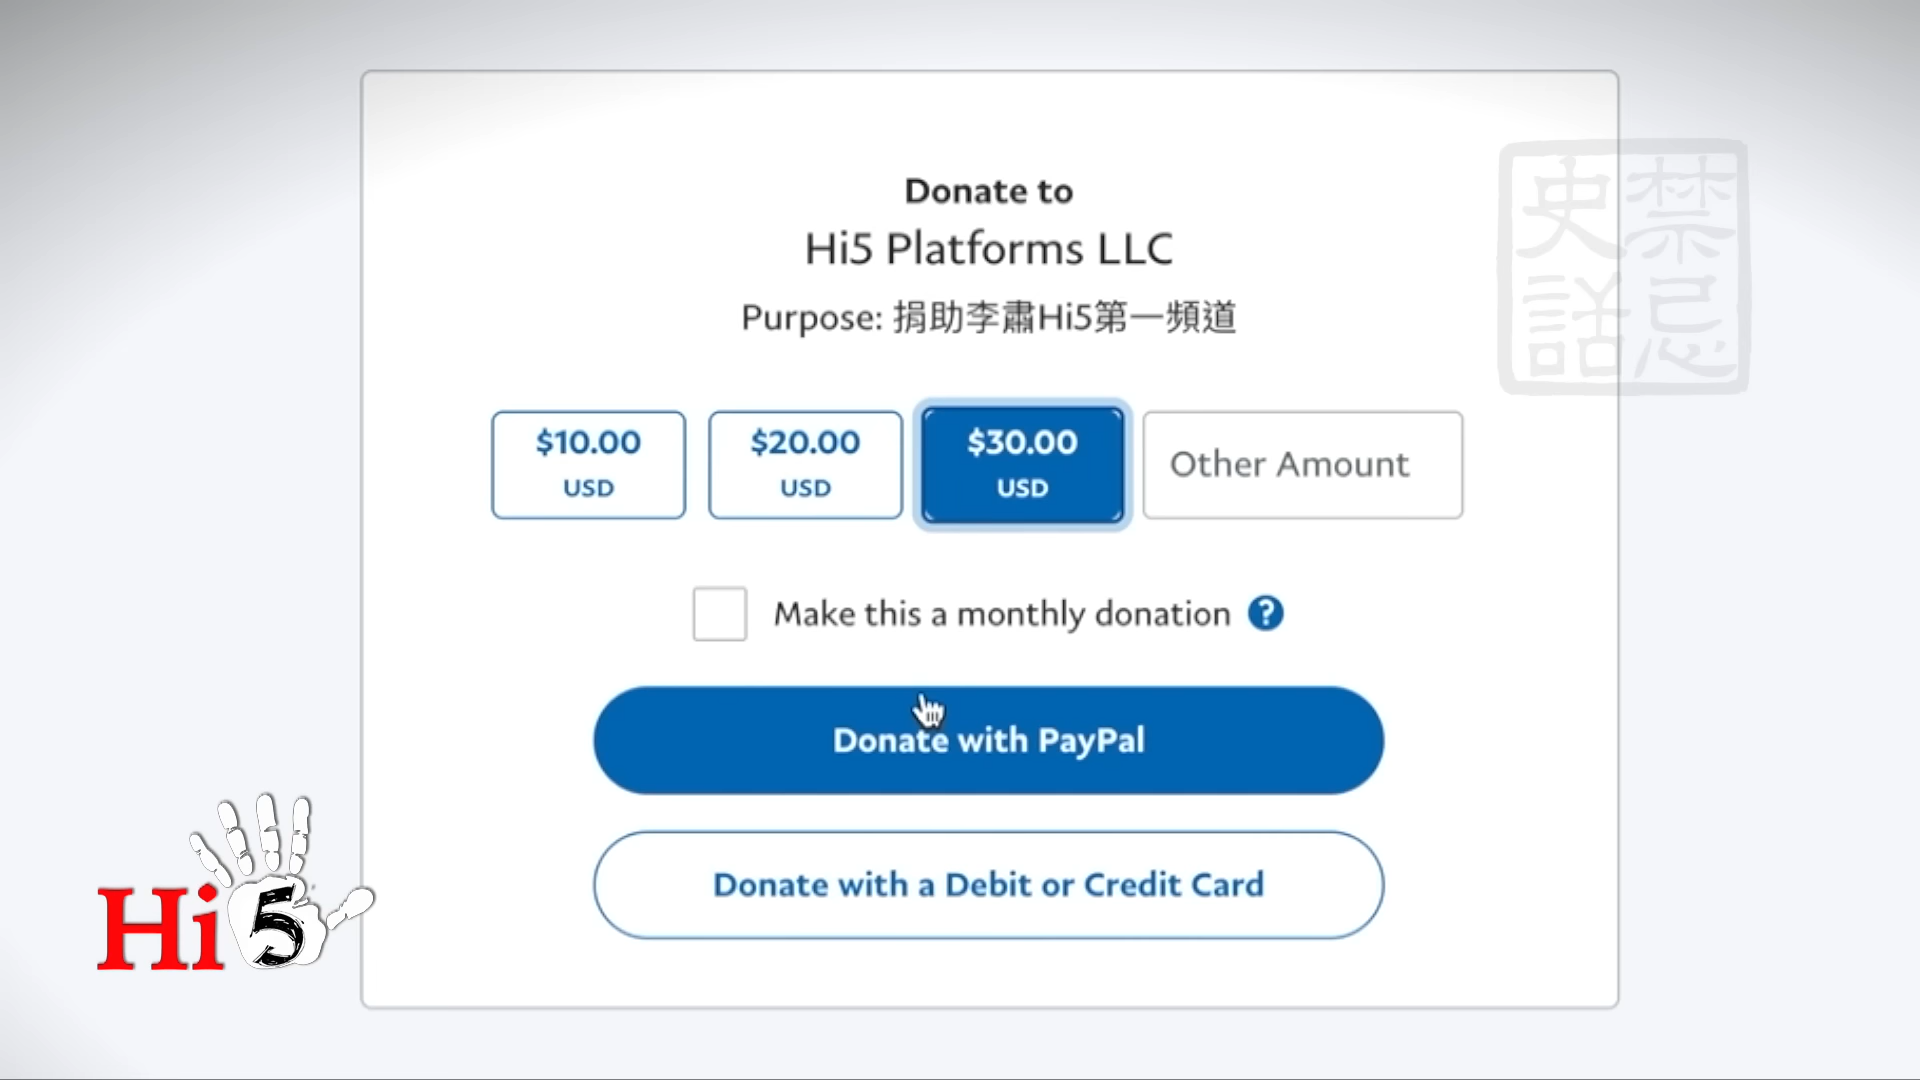 Donate to
Hi5 Platforms LLC
Purpose: 捐助李肅Hi5第一頻道
禁忌
史話
$10.00
USD
$20.00
USD
$30.00
USD
Other Amount
Make this a monthly donation ?
Donate with PayPal
Donate with a Debit or Credit Card
Hi5